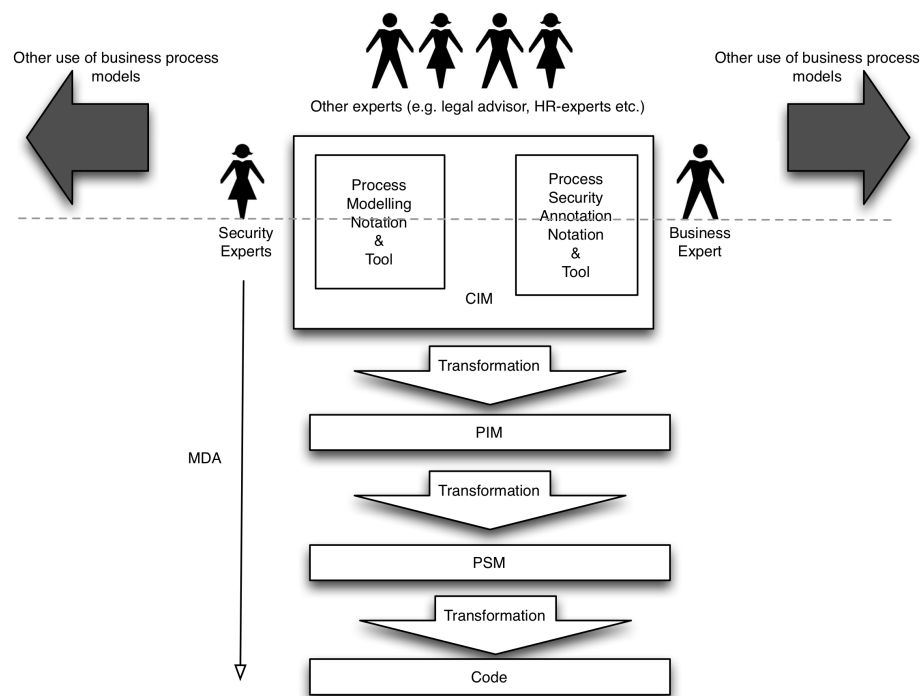 Other use of business process
models
Other use of business process
models
Other experts (e.g. legal advisor, HR-experts etc.)
Process
Modelling
Notation
&
Tool
Process
Security
Annotation
Notation
&
Tool
Security
Experts
Business
Expert
CIM
Transformation
PIM
MDA
Transformation
PSM
Transformation
Code